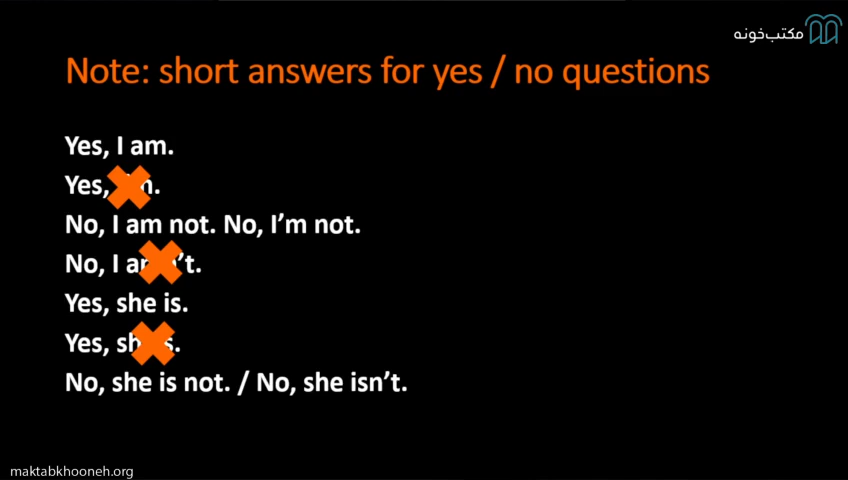 مکتب‌خونه
Note: short answers for yes / no questions
Yes, I am.
Yes,
No, I am not. No, I'm not.
No, I
Yes, she is.
Yes,
No, she is not. / No, she isn't.
maktabkhooneh.org